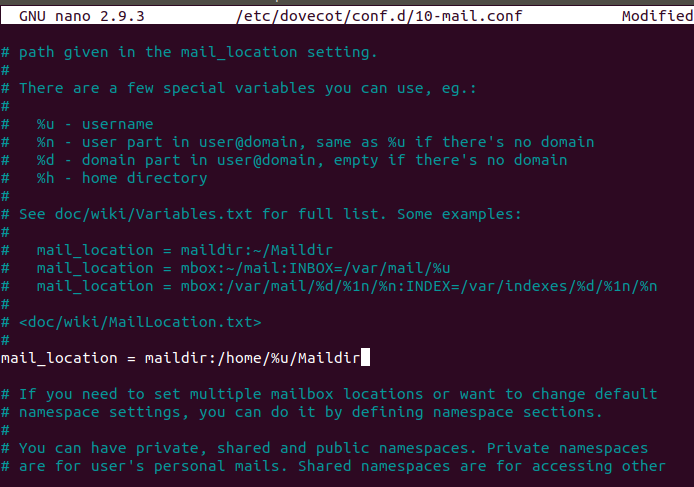 GNU nano 2.9.3 /etc/dovecot/conf.d/10-mail.conf Modified
# path given in the mail_location setting.
#
# There are a few special variables you can use, eg.:
#
#   %u - username
#   %n - user part in user@domain, same as %u if there's no domain
#   %d - domain part in user@domain, empty if there's no domain
#   %h - home directory
#
# See doc/wiki/Variables.txt for full list. Some examples:
#
#   mail_location = maildir:~/Maildir
#   mail_location = mbox:~/mail:INBOX=/var/mail/%u
#   mail_location = mbox:/var/mail/%d/%1n/%n:INDEX=/var/indexes/%d/%1n/%n
#
# <doc/wiki/MailLocation.txt>
#
mail_location = maildir:/home/%u/Maildir
# If you need to set multiple mailbox locations or want to change default
# namespace settings, you can do it by defining namespace sections.
#
# You can have private, shared and public namespaces. Private namespaces
# are for user's personal mails. Shared namespaces are for accessing other